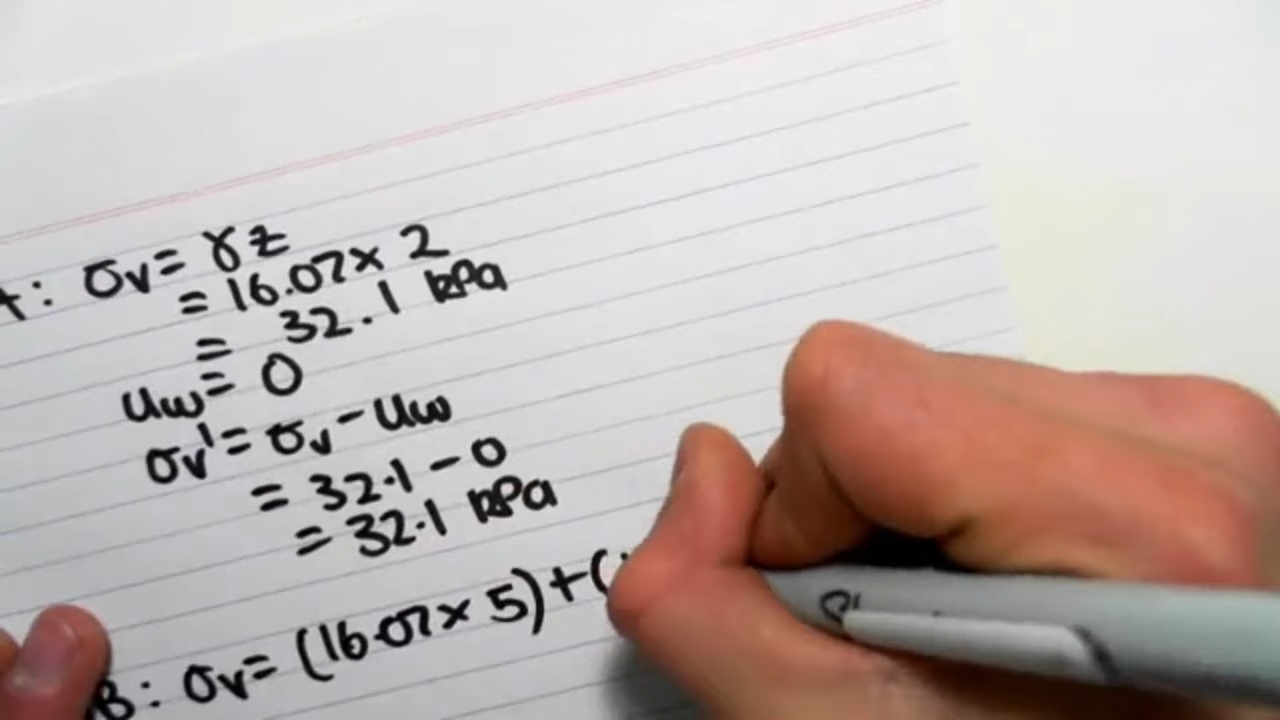 A: σv = γz
= 16.07 x 2
= 32.1 kPa
uw = 0
σv' = σv - uw
= 32.1 - 0
= 32.1 kPa
B: σv = (16.07 x 5) + (